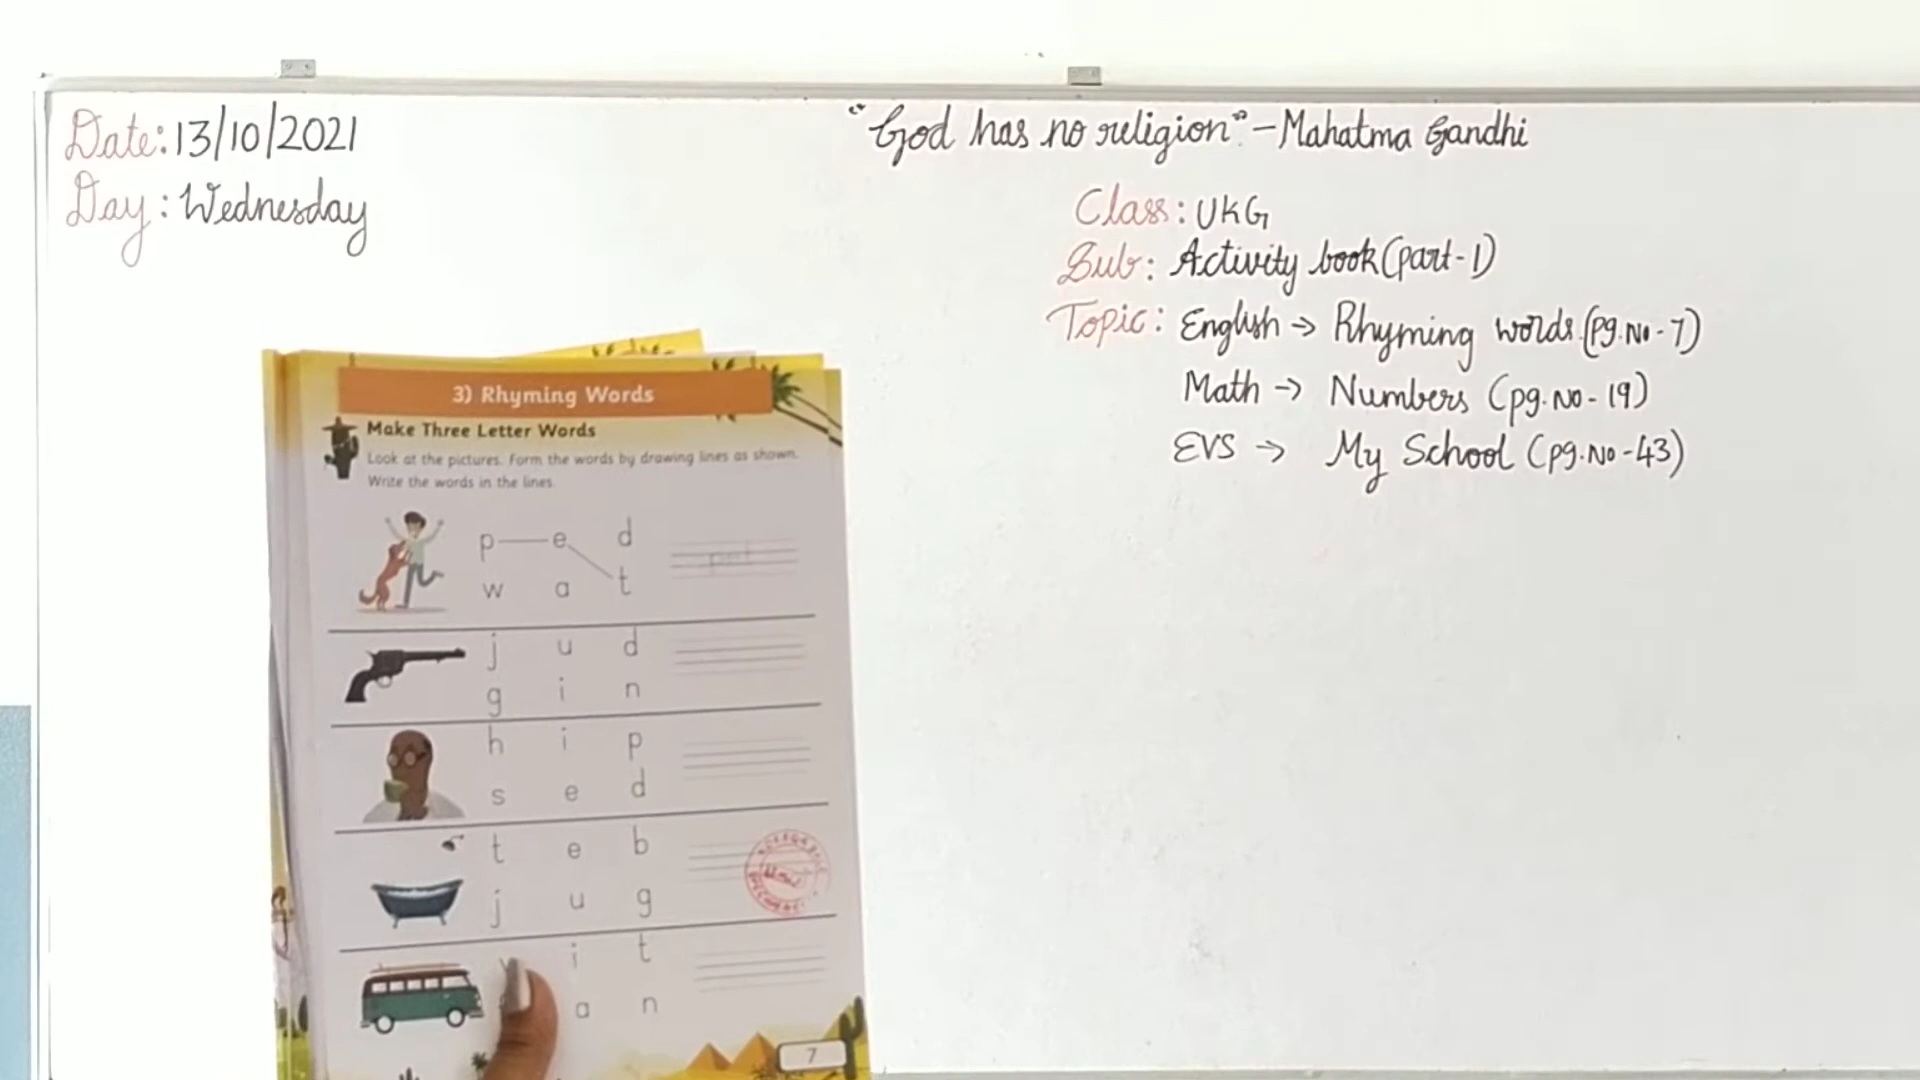 Date: 13/10/2021
Day: Wednesday
"God has no religion" - Mahatma Gandhi
Class: UKG
Sub: Activity book (part-1)
Topic: English → Rhyming words (pg.No-7)
Math → Numbers (pg.No-19)
EVS → My School (pg.No-43)
3) Rhyming Words
Make Three Letter Words
Look at the pictures. Form the words by drawing lines as shown.
Write the words in the lines.
p e d
pet
w a t
j u d
g i n
h i p
s e d
t e b
j u g
i t
a n
7